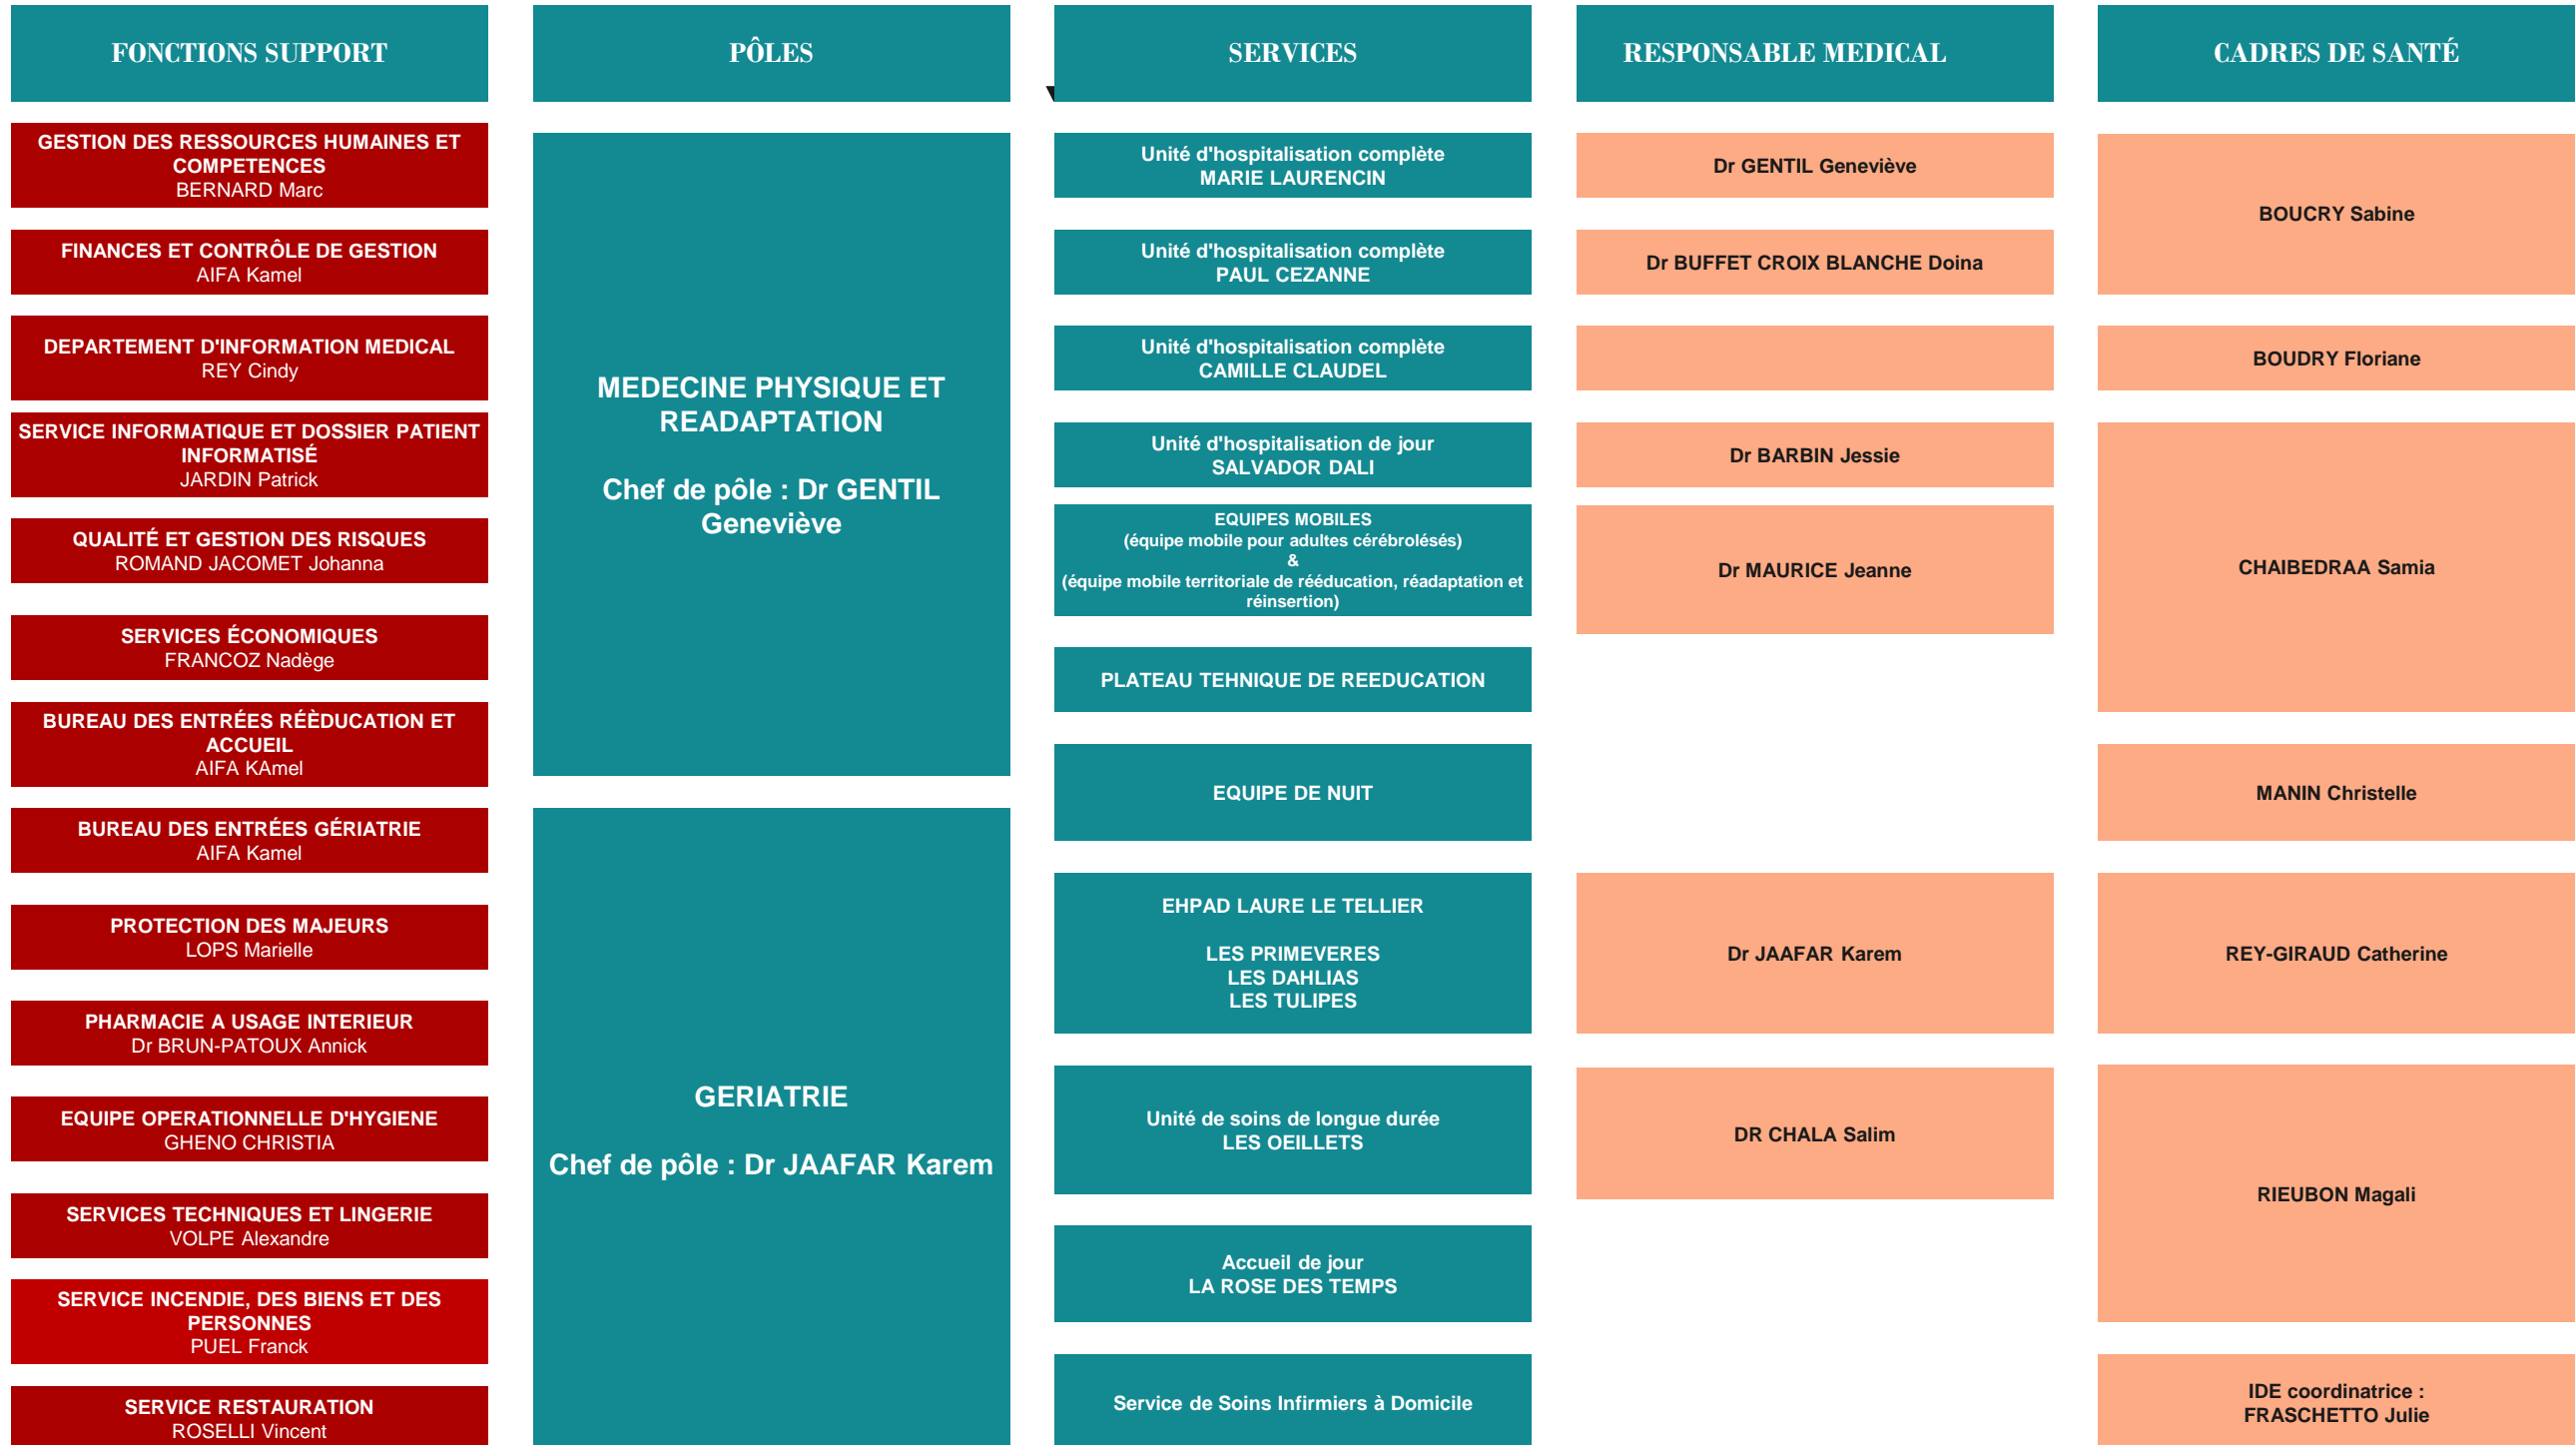 FONCTIONS SUPPORT
GESTION DES RESSOURCES HUMAINES ET
COMPETENCES
BERNARD Marc
FINANCES ET CONTRÔLE DE GESTION
AIFA Kamel
DEPARTEMENT D'INFORMATION MEDICAL
REY Cindy
SERVICE INFORMATIQUE ET DOSSIER PATIENT
INFORMATISÉ
JARDIN Patrick
QUALITÉ ET GESTION DES RISQUES
ROMAND JACOMET Johanna
SERVICES ÉCONOMIQUES
FRANCOZ Nadège
BUREAU DES ENTRÉES RÉÈDUCATION ET
ACCUEIL
AIFA KAmel
BUREAU DES ENTRÉES GÉRIATRIE
AIFA Kamel
PROTECTION DES MAJEURS
LOPS Marielle
PHARMACIE A USAGE INTERIEUR
Dr BRUN-PATOUX Annick
EQUIPE OPERATIONNELLE D'HYGIENE
GHENO CHRISTIA
SERVICES TECHNIQUES ET LINGERIE
VOLPE Alexandre
SERVICE INCENDIE, DES BIENS ET DES
PERSONNES
PUEL Franck
SERVICE RESTAURATION
ROSELLI Vincent
PÔLES
MEDECINE PHYSIQUE ET
READAPTATION
Chef de pôle : Dr GENTIL
Geneviève
GERIATRIE
Chef de pôle : Dr JAAFAR Karem
SERVICES
Unité d'hospitalisation complète
MARIE LAURENCIN
Unité d'hospitalisation complète
PAUL CEZANNE
Unité d'hospitalisation complète
CAMILLE CLAUDEL
Unité d'hospitalisation de jour
SALVADOR DALI
EQUIPES MOBILES
(équipe mobile pour adultes cérébrolésés)
&
(équipe mobile territoriale de rééducation, réadaptation et
réinsertion)
PLATEAU TEHNIQUE DE REEDUCATION
EQUIPE DE NUIT
EHPAD LAURE LE TELLIER
LES PRIMEVERES
LES DAHLIAS
LES TULIPES
Unité de soins de longue durée
LES OEILLETS
Accueil de jour
LA ROSE DES TEMPS
Service de Soins Infirmiers à Domicile
RESPONSABLE MEDICAL
Dr GENTIL Geneviève
Dr BUFFET CROIX BLANCHE Doina
Dr BARBIN Jessie
Dr MAURICE Jeanne
Dr JAAFAR Karem
DR CHALA Salim
CADRES DE SANTÉ
BOUCRY Sabine
BOUDRY Floriane
CHAIBEDRAA Samia
MANIN Christelle
REY-GIRAUD Catherine
RIEUBON Magali
IDE coordinatrice :
FRASCHETTO Julie